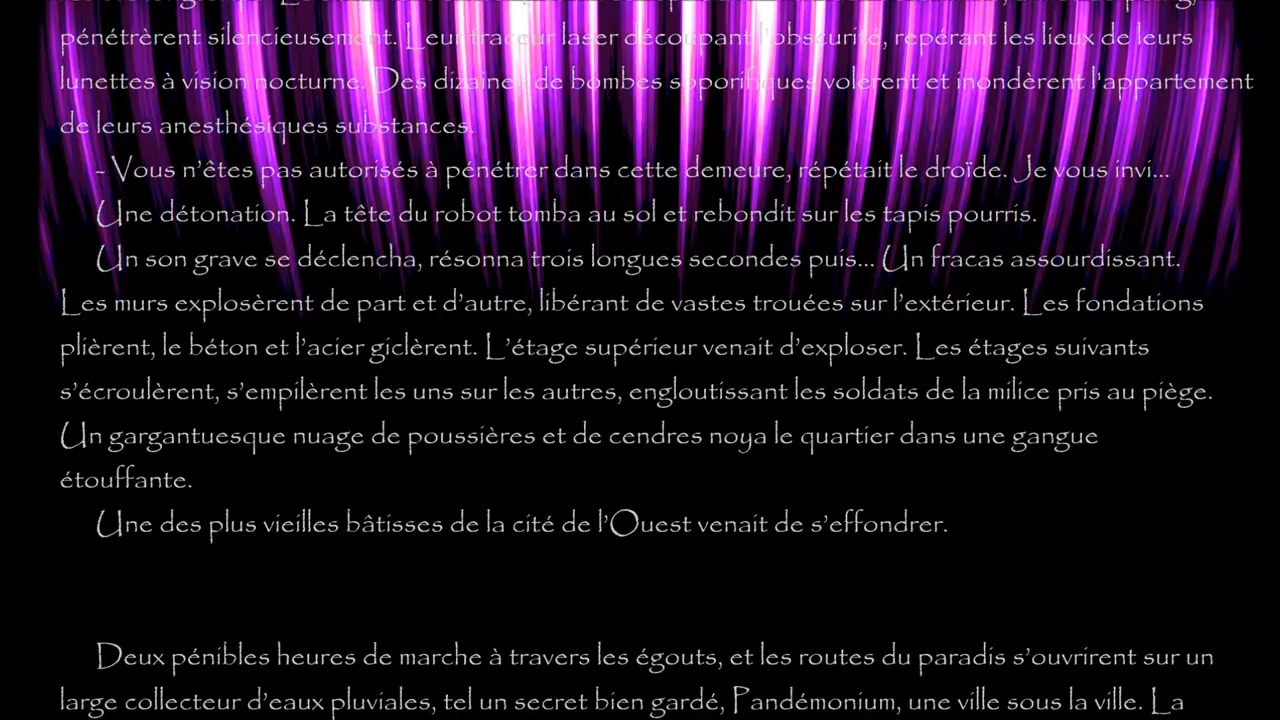 pénétrèrent silencieusement. Leur traceur laser découpant l'obscurité, repérant les lieux de leurs
lunettes à vision nocturne. Des dizaines de bombes soporifiques volèrent et inondèrent l'appartement
de leurs anesthésiques substances.
- Vous n'êtes pas autorisés à pénétrer dans cette demeure, répétait le droïde. Je vous invi...
Une détonation. La tête du robot tomba au sol et rebondit sur les tapis pourris.
Un son grave se déclencha, résonna trois longues secondes puis... Un fracas assourdissant.
Les murs explosèrent de part et d'autre, libérant de vastes trouées sur l'extérieur. Les fondations
plièrent, le béton et l'acier giclèrent. L'étage supérieur venait d'exploser. Les étages suivants
s'écroulèrent, s'empilèrent les uns sur les autres, engloutissant les soldats de la milice pris au piège.
Un gargantuesque nuage de poussières et de cendres noya le quartier dans une gangue
étouffante.
Une des plus vieilles bâtisses de la cité de l'Ouest venait de s'effondrer.
Deux pénibles heures de marche à travers les égouts, et les routes du paradis s'ouvrirent sur un
large collecteur d'eaux pluviales, tel un secret bien gardé, Pandémonium, une ville sous la ville. La